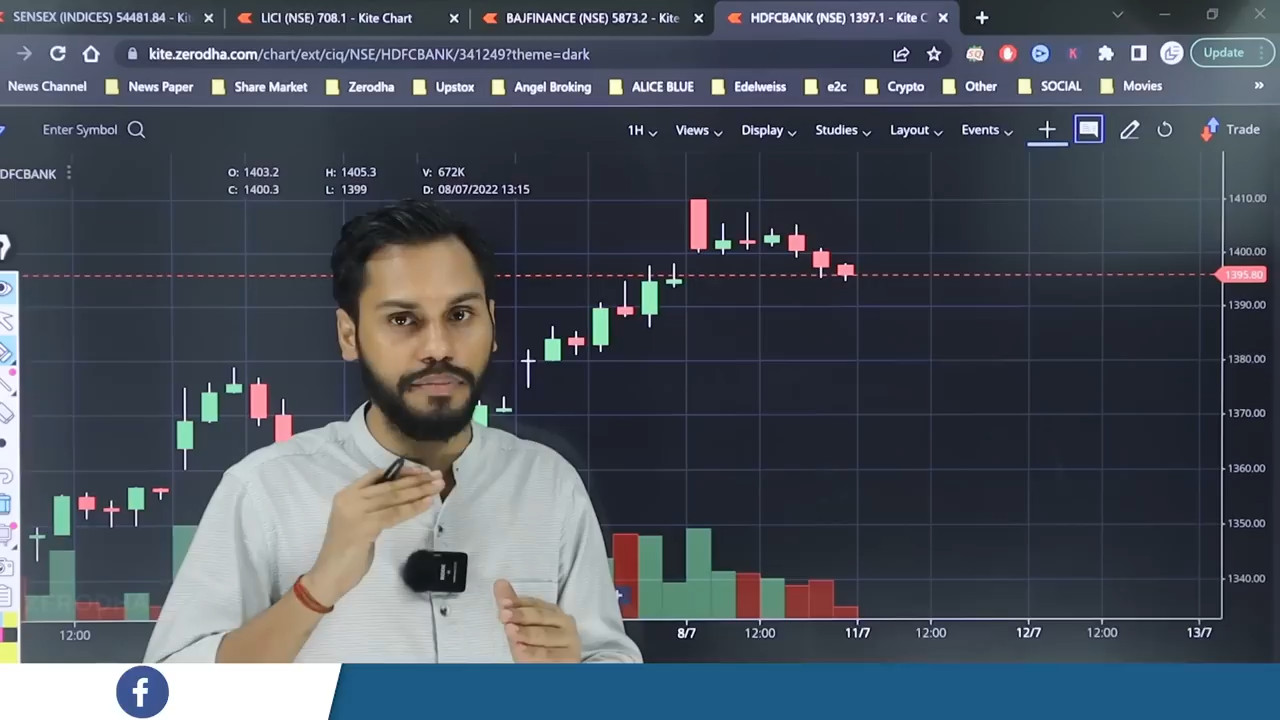 SENSEX (INDICES) 54481.84 - Kit
LICI (NSE) 708.1 - Kite Chart
BAJFINANCE (NSE) 5873.2 - Kite
HDFCBANK (NSE) 1397.1 - Kite C
kite.zerodha.com/chart/ext/ciq/NSE/HDFCBANK/341249?theme=dark
Update
News Channel News Paper Share Market Zerodha Upstox Angel Broking ALICE BLUE Edelweiss e2c Crypto Other SOCIAL Movies »
Enter Symbol 1H Views Display Studies Layout Events Trade
DFCBANK
O: 1403.2 H: 1405.3 V: 672K
C: 1400.3 L: 1399 D: 08/07/2022 13:15
1410.00
1400.00
1395.80
1390.00
1380.00
1370.00
1360.00
1350.00
1340.00
ZERODHA
12:00 8/7 12:00 11/7 12:00 12/7 12:00 13/7
f